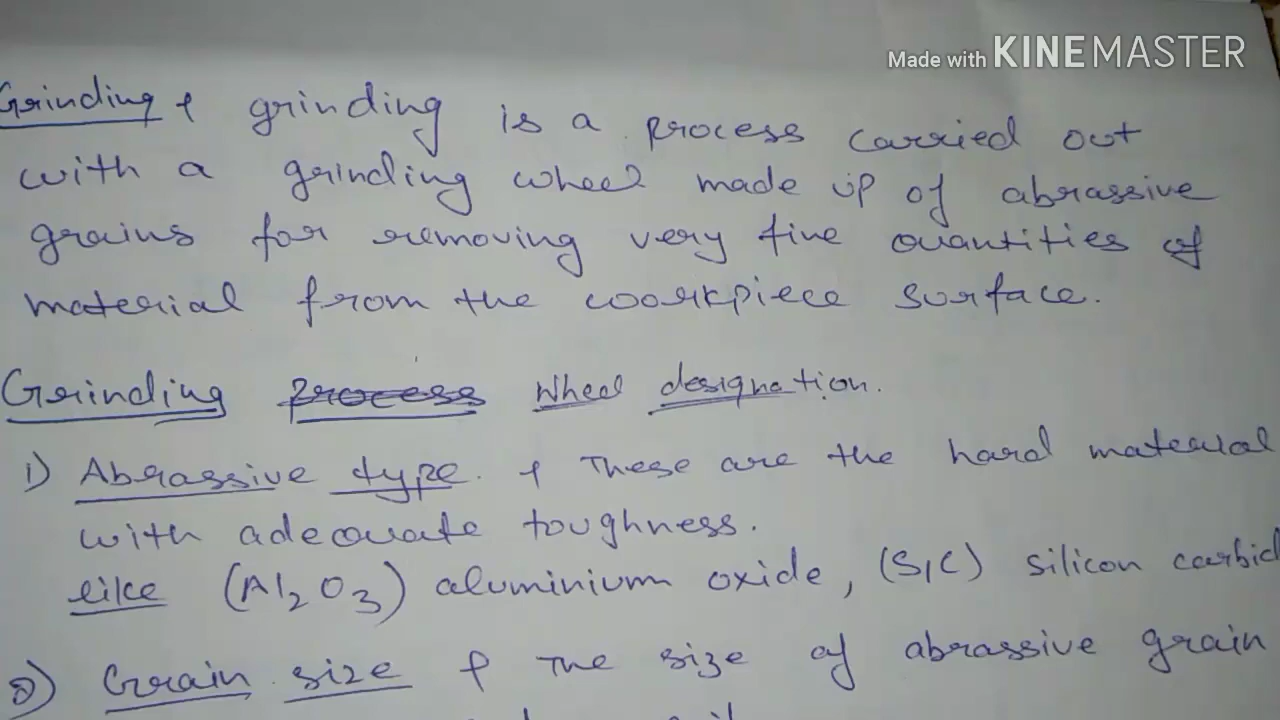 Made with KINEMASTER
Grinding : grinding is a process carried out
with a grinding wheel made up of abrassive
grains for removing very fine quantities of
material from the workpiece surface.
Grinding process Wheel designation.
1) Abrassive type : These are the hard material
with adequate toughness.
like (Al2O3) aluminium oxide, (SiC) silicon carbid
2) Grain size : The size of abrassive grain